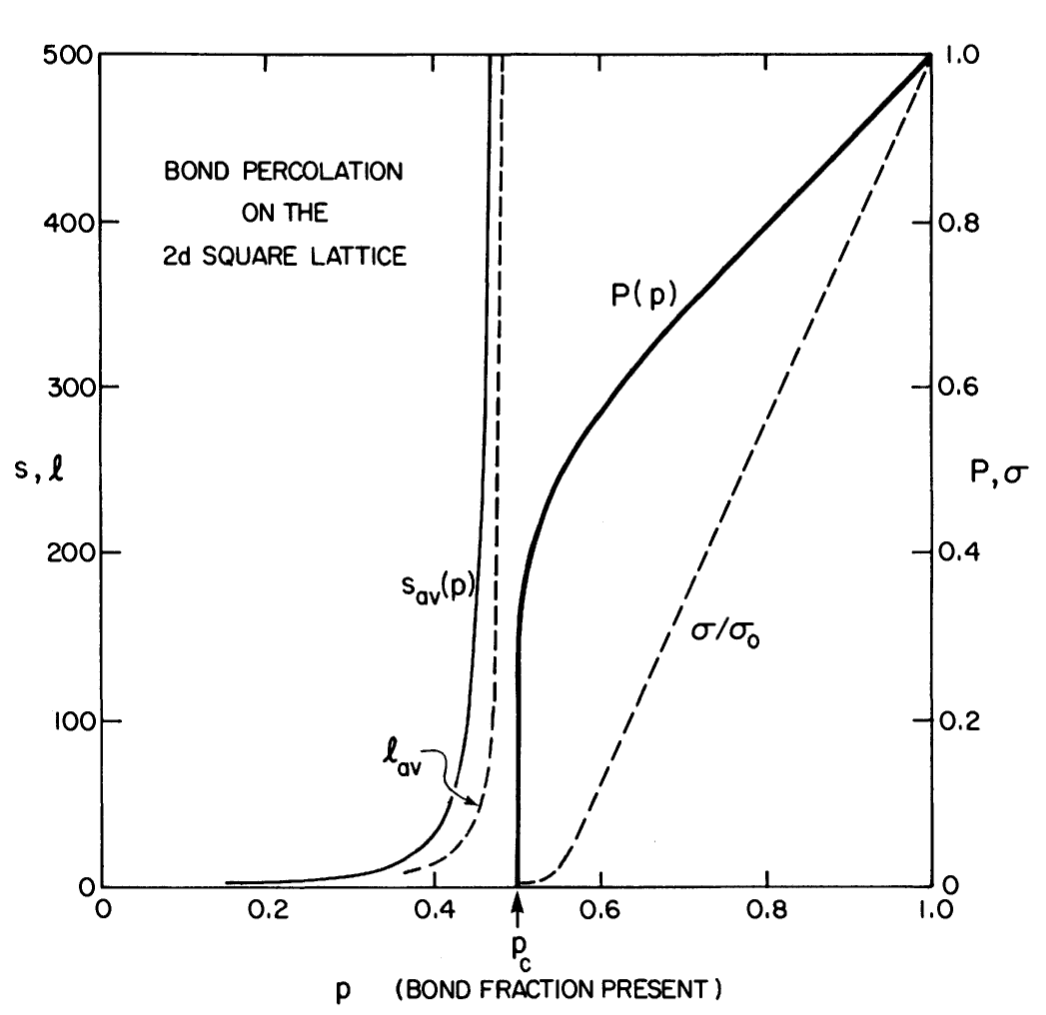 500
400
300
200
100
0
s, ℓ
BOND PERCOLATION
ON THE
2d SQUARE LATTICE
s_av(p)
ℓ_av
P(p)
σ/σ₀
1.0
0.8
0.6
0.4
0.2
0
P, σ
0 0.2 0.4 0.6 0.8 1.0
p_c
p (BOND FRACTION PRESENT)